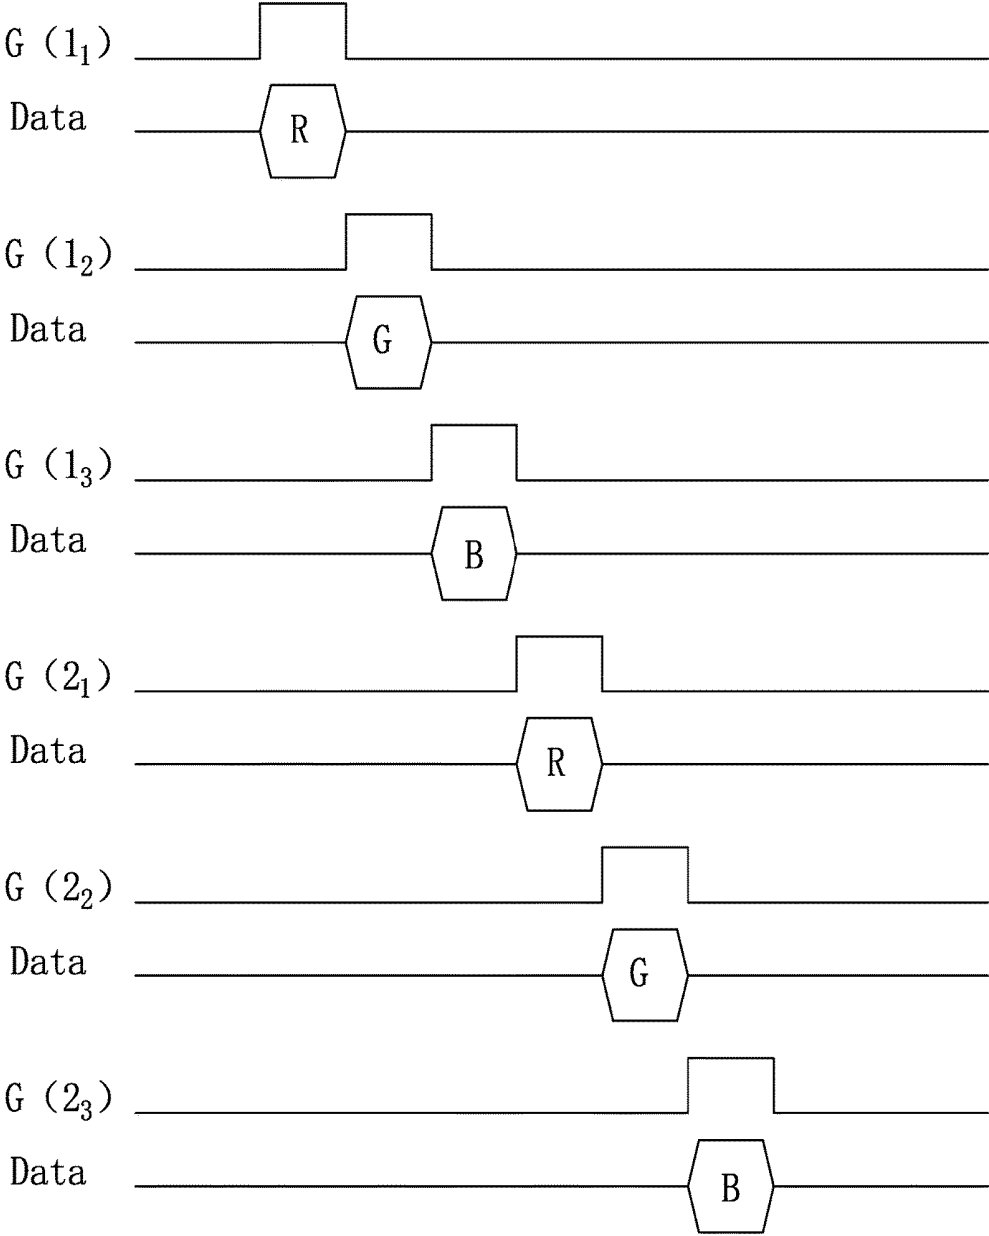 G (1₁)
Data
R
G (1₂)
Data
G
G (1₃)
Data
B
G (2₁)
Data
R
G (2₂)
Data
G
G (2₃)
Data
B